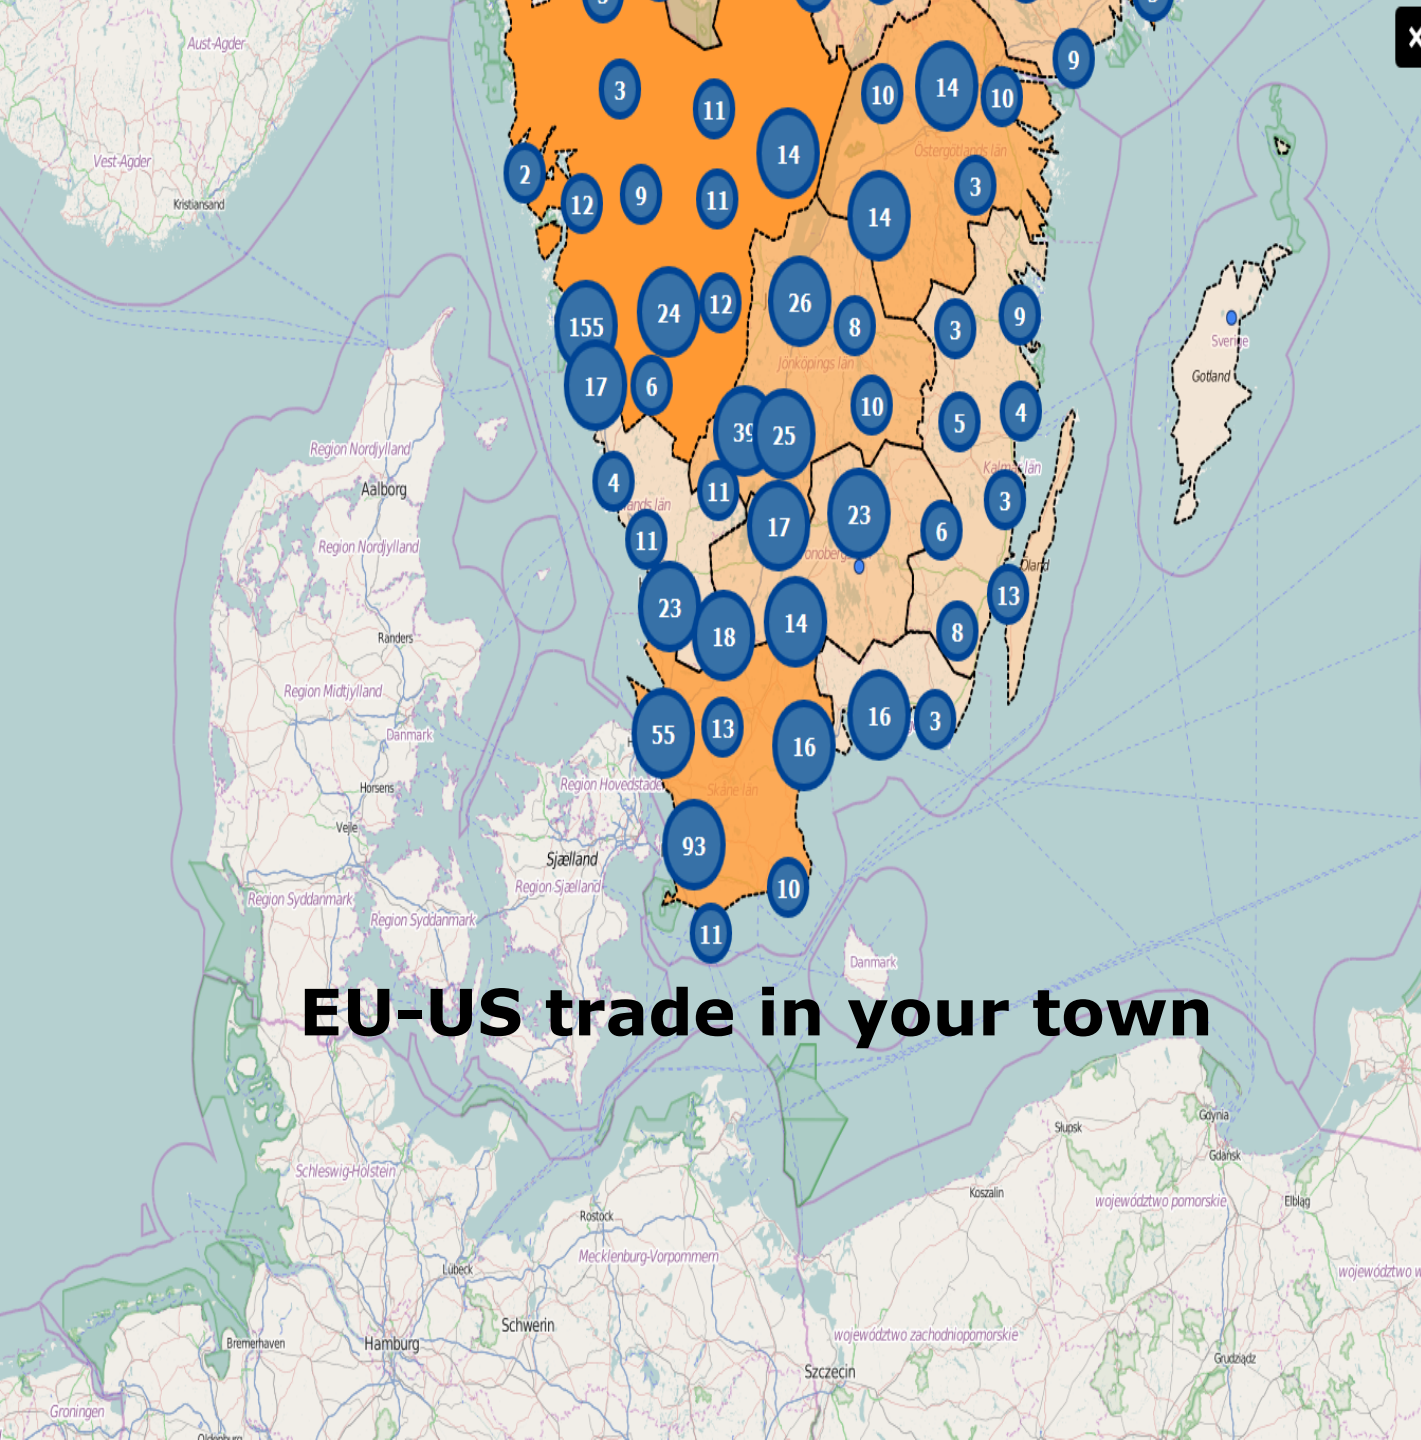 Aust-Agder
9
10
14
10
3
11
14
Östergötlands län
Vest-Agder
2
12
9
11
3
Kristiansand
14
26
12
24
155
8
3
9
Sverige
Jönköpings län
Gotland
17
6
10
5
4
39
25
Region Nordjylland
Kalmar län
Aalborg
4
11
3
17
23
6
11
Region Nordjylland
Öland
23
18
14
13
8
Randers
Region Midtjylland
16
3
55
13
16
Danmark
Region Hovedstade
Skåne län
Horsens
Vejle
93
Sjælland
Region Sjælland
10
Region Syddanmark
Region Syddanmark
11
Danmark
EU-US trade in your town
Gdynia
Słupsk
Gdańsk
Schleswig-Holstein
Koszalin
województwo pomorskie
Elbląg
Rostock
Mecklenburg-Vorpommern
Lübeck
województwo w
Schwerin
Bremerhaven
Hamburg
województwo zachodniopomorskie
Grudziądz
Szczecin
Groningen
Oldenburg